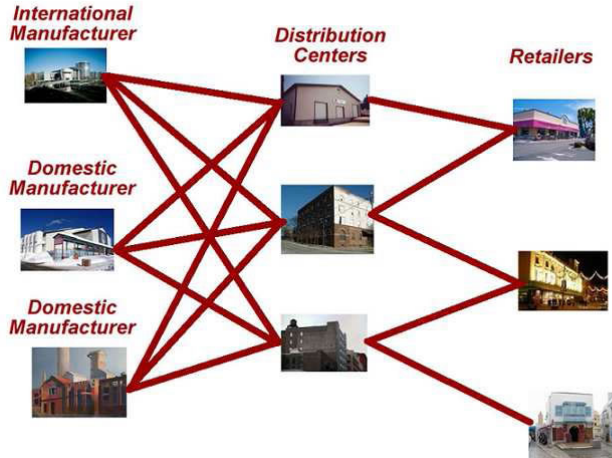 International
Manufacturer
Distribution
Centers
Retailers
Domestic
Manufacturer
Domestic
Manufacturer